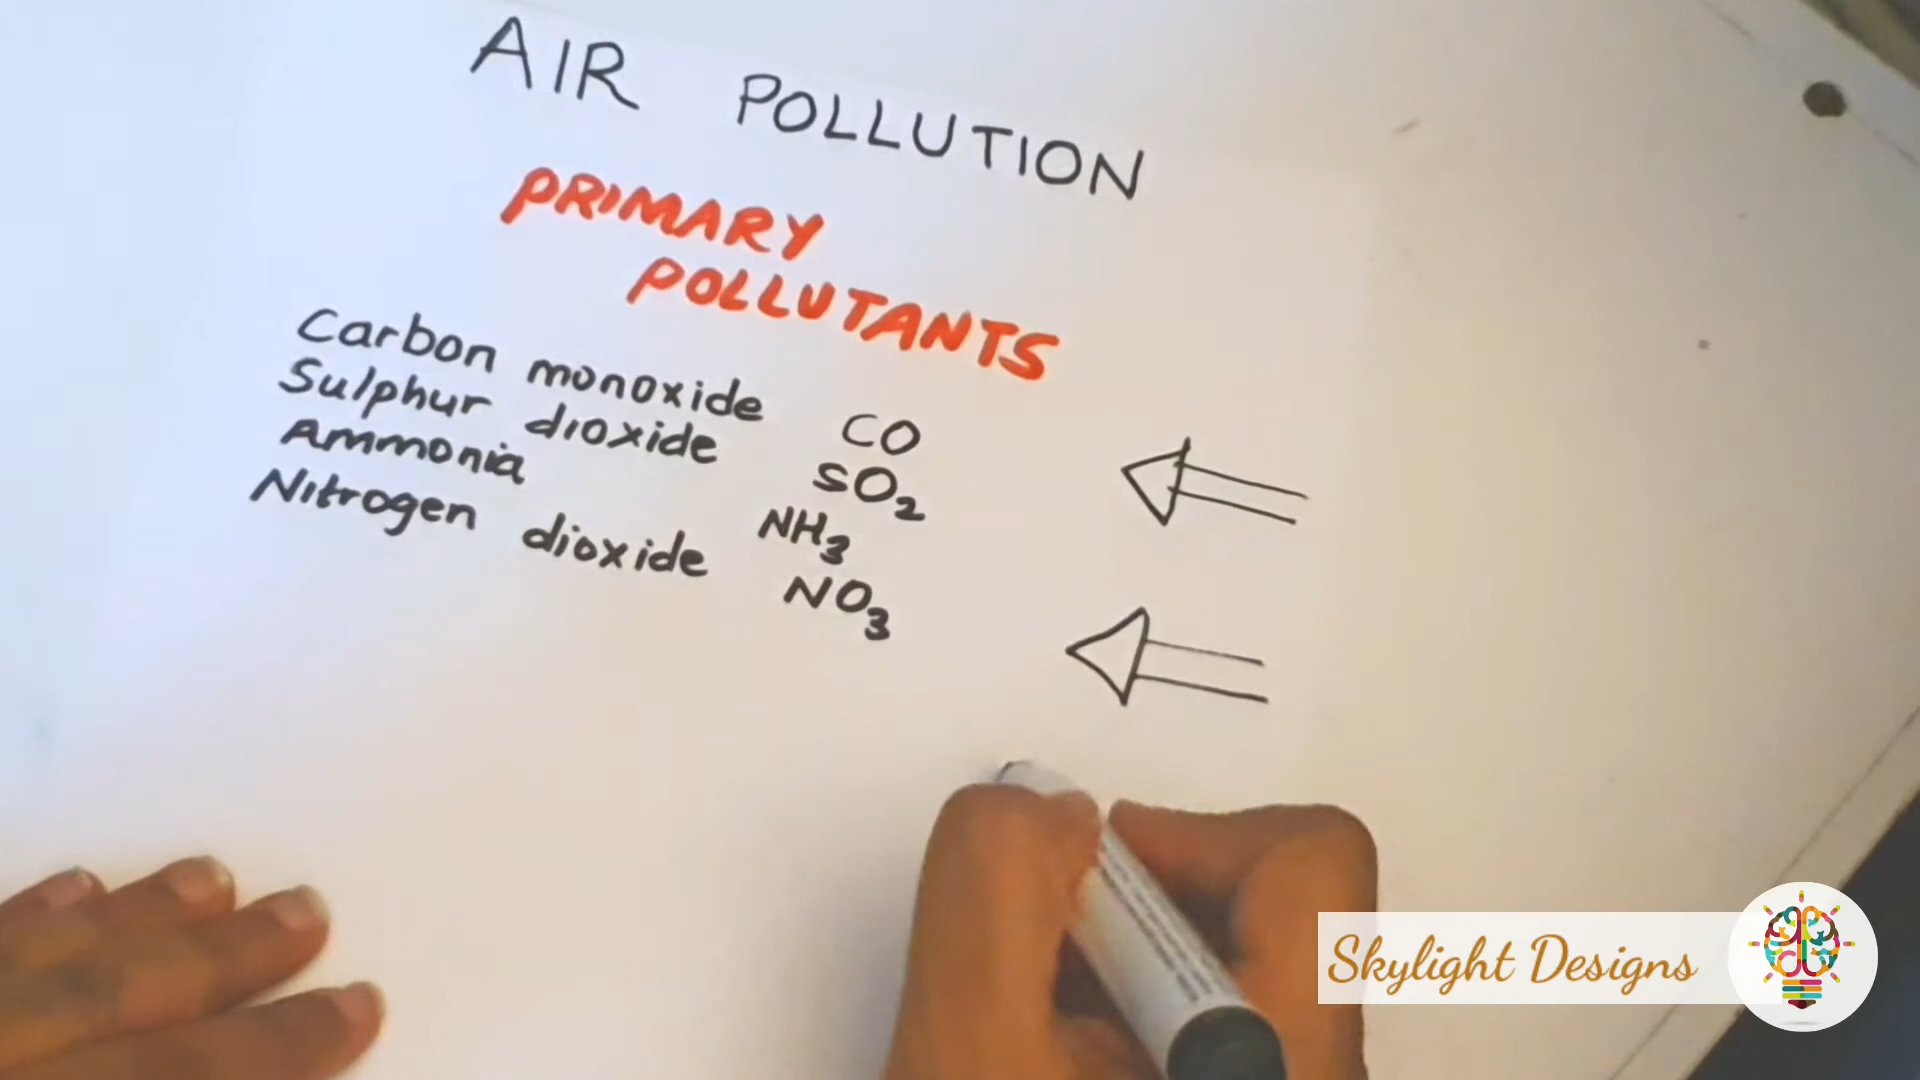 AIR POLLUTION
PRIMARY
POLLUTANTS
Carbon monoxide CO
Sulphur dioxide SO₂
Ammonia NH₃
Nitrogen dioxide NO₃
Skylight Designs